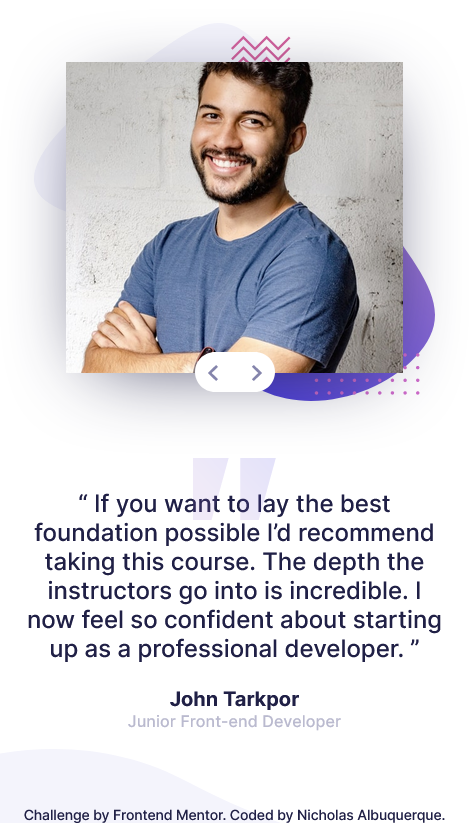 “ If you want to lay the best
foundation possible I’d recommend
taking this course. The depth the
instructors go into is incredible. I
now feel so confident about starting
up as a professional developer. ”
John Tarkpor
Junior Front-end Developer
Challenge by Frontend Mentor. Coded by Nicholas Albuquerque.